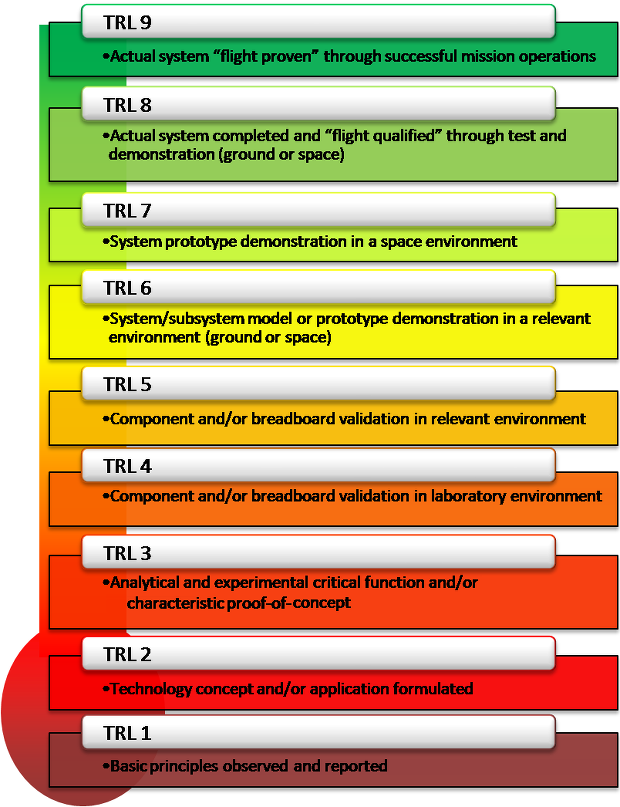 TRL 9
•Actual system “flight proven” through successful mission operations
TRL 8
•Actual system completed and “flight qualified” through test and
demonstration (ground or space)
TRL 7
•System prototype demonstration in a space environment
TRL 6
•System/subsystem model or prototype demonstration in a relevant
environment (ground or space)
TRL 5
•Component and/or breadboard validation in relevant environment
TRL 4
•Component and/or breadboard validation in laboratory environment
TRL 3
•Analytical and experimental critical function and/or
characteristic proof-of-concept
TRL 2
•Technology concept and/or application formulated
TRL 1
•Basic principles observed and reported